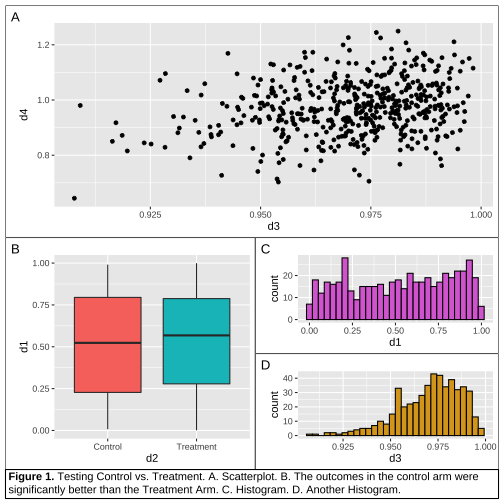 A
1.2
1.0
0.8
d4
0.925
0.950
0.975
1.000
d3
B
1.00
0.75
0.50
0.25
0.00
d1
Control
Treatment
d2
C
20
10
0
count
0.00
0.25
0.50
0.75
1.00
d1
D
40
30
20
10
0
count
0.925
0.950
0.975
1.000
d3
Figure 1. Testing Control vs. Treatment. A. Scatterplot. B. The outcomes in the control arm were
significantly better than the Treatment Arm. C. Histogram. D. Another Histogram.